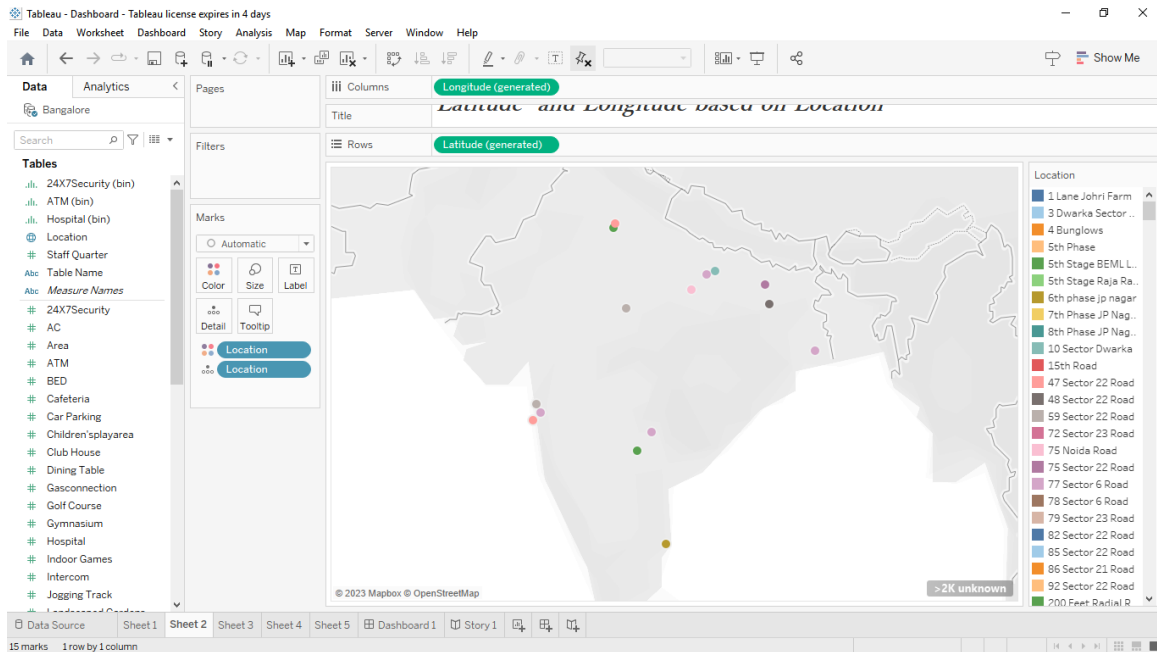 Tableau - Dashboard - Tableau license expires in 4 days
File Data Worksheet Dashboard Story Analysis Map Format Server Window Help
Show Me
Data Analytics
Bangalore
Search
Tables
24X7Security (bin)
ATM (bin)
Hospital (bin)
Location
Staff Quarter
Abc Table Name
Abc Measure Names
24X7Security
AC
Area
ATM
BED
Cafeteria
Car Parking
Children'splayarea
Club House
Dining Table
Gasconnection
Golf Course
Gymnasium
Hospital
Indoor Games
Intercom
Jogging Track
Landscaped Gardens
Pages
Filters
Marks
Automatic
Color Size Label
Detail Tooltip
Location
Location
Columns Longitude (generated)
Title Latitude and Longitude based on Location
Rows Latitude (generated)
© 2023 Mapbox © OpenStreetMap
>2K unknown
Location
1 Lane Johri Farm
3 Dwarka Sector ..
4 Bunglows
5th Phase
5th Stage BEML L..
5th Stage Raja Ra..
6th phase jp nagar
7th Phase JP Nag..
8th Phase JP Nag..
10 Sector Dwarka
15th Road
47 Sector 22 Road
48 Sector 22 Road
59 Sector 22 Road
72 Sector 23 Road
75 Noida Road
75 Sector 22 Road
77 Sector 6 Road
78 Sector 6 Road
79 Sector 23 Road
82 Sector 22 Road
85 Sector 22 Road
86 Sector 21 Road
92 Sector 22 Road
200 Feet Radial R..
Data Source Sheet 1 Sheet 2 Sheet 3 Sheet 4 Sheet 5 Dashboard 1 Story 1
15 marks 1 row by 1 column